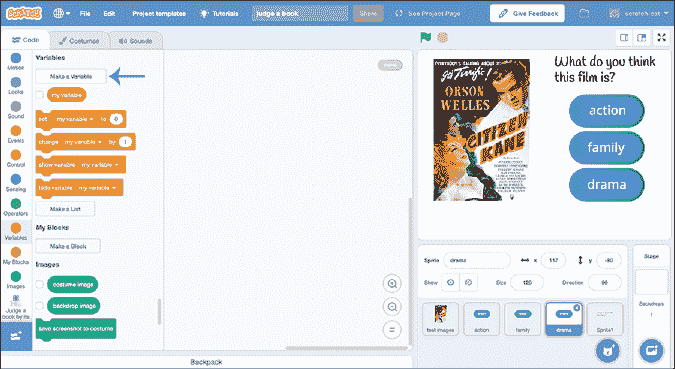 SCRATCH
File
Edit
Project templates
Tutorials
judge a book
Share
See Project Page
Give Feedback
scratch-cat
Code
Costumes
Sounds
Motion
Looks
Sound
Events
Control
Sensing
Operators
Variables
My Blocks
Images
Judge a
book by its
Variables
Make a Variable
my variable
set my variable to 0
change my variable by 1
show variable my variable
hide variable my variable
Make a List
My Blocks
Make a Block
Images
costume image
backdrop image
save screenshot to costume
Backpack
ORSON
WELLES
CITIZEN
KANE
What do you think
this film is?
action
family
drama
Sprite drama x 157 y -80
Show Size 120 Direction 90
test images
action
family
drama
Sprite1
Stage
Backdrops
1